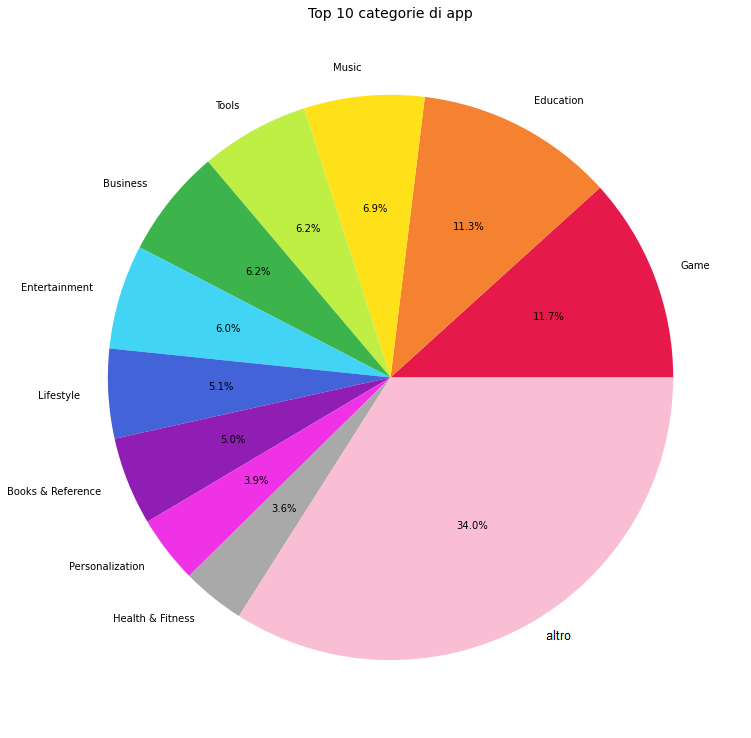 Top 10 categorie di app
Music
Education
Tools
Business
Game
Entertainment
Lifestyle
Books & Reference
Personalization
Health & Fitness
altro
6.9%
11.3%
6.2%
6.2%
11.7%
6.0%
5.1%
5.0%
3.9%
3.6%
34.0%